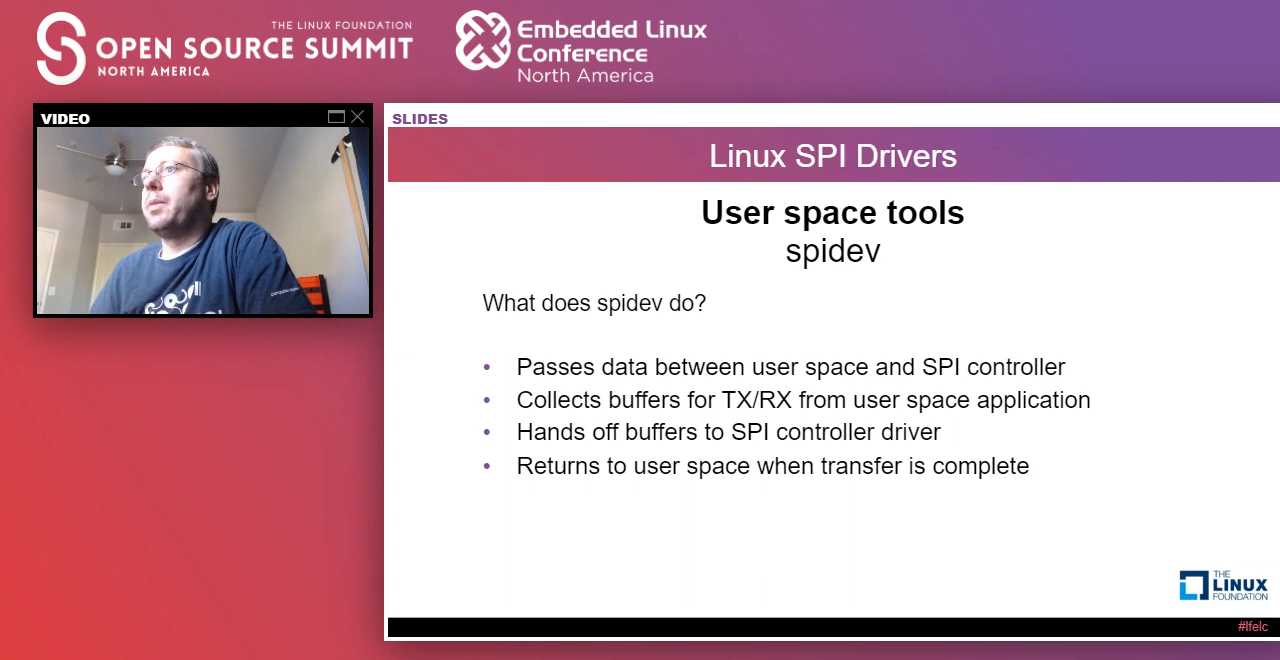 THE LINUX FOUNDATION
OPEN SOURCE SUMMIT
NORTH AMERICA
Embedded Linux
Conference
North America
VIDEO
SLIDES
Linux SPI Drivers
User space tools
spidev
What does spidev do?
• Passes data between user space and SPI controller
• Collects buffers for TX/RX from user space application
• Hands off buffers to SPI controller driver
• Returns to user space when transfer is complete
THE
LINUX
FOUNDATION
#lfelc